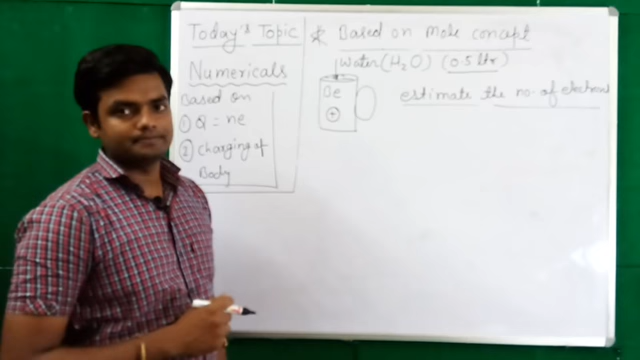 Today's Topic
Numericals
Based on
① Q = ne
② Charging of
Body
* Based on mole concept
Water (H₂O) (0.5 ltr)
e
+
estimate the no. of electrons